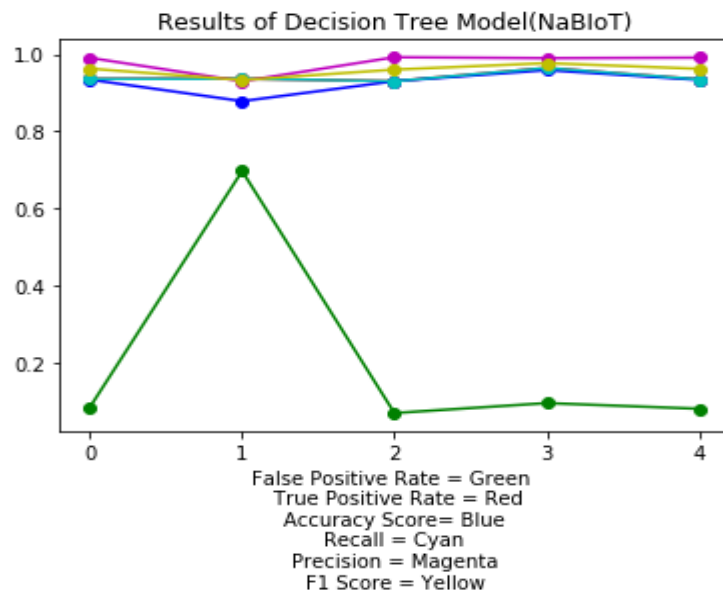 Results of Decision Tree Model(NaBIoT)
1.0
0.8
0.6
0.4
0.2
0 1 2 3 4
False Positive Rate = Green
True Positive Rate = Red
Accuracy Score= Blue
Recall = Cyan
Precision = Magenta
F1 Score = Yellow